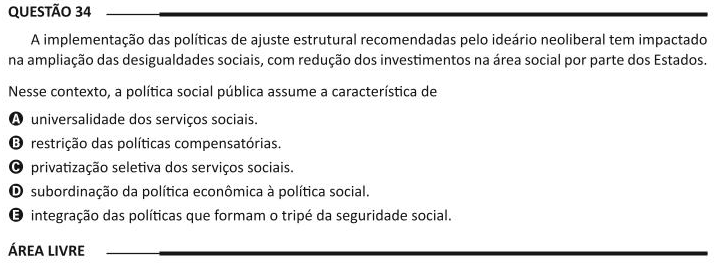 QUESTÃO 34
A implementação das políticas de ajuste estrutural recomendadas pelo ideário neoliberal tem impactado
na ampliação das desigualdades sociais, com redução dos investimentos na área social por parte dos Estados.
Nesse contexto, a política social pública assume a característica de
A universalidade dos serviços sociais.
B restrição das políticas compensatórias.
C privatização seletiva dos serviços sociais.
D subordinação da política econômica à política social.
E integração das políticas que formam o tripé da seguridade social.
ÁREA LIVRE